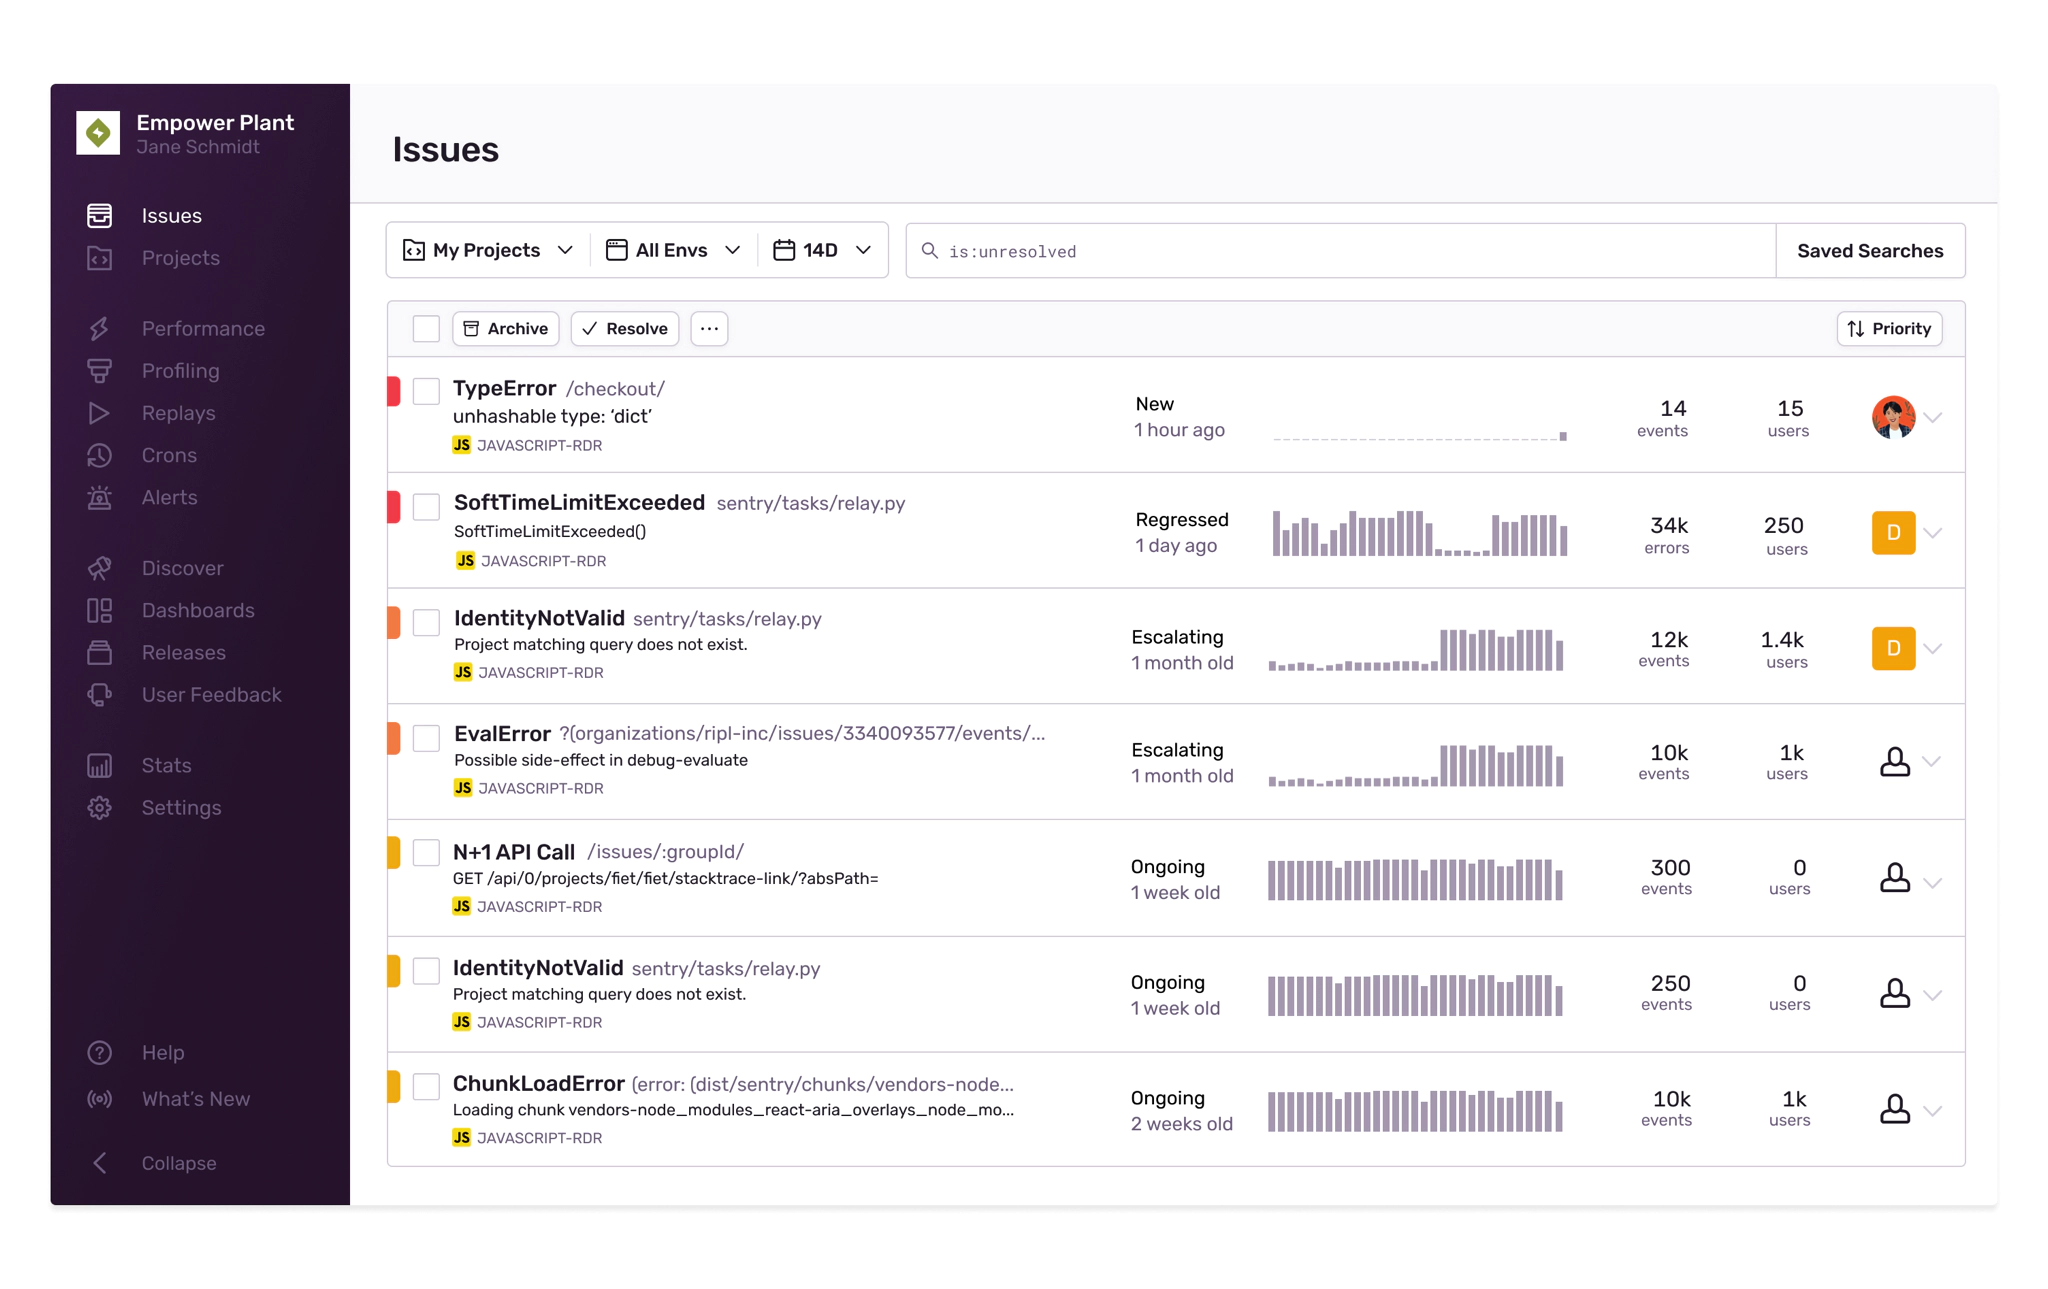 Empower Plant
Jane Schmidt
Issues
Projects
Performance
Profiling
Replays
Crons
Alerts
Discover
Dashboards
Releases
User Feedback
Stats
Settings
Help
What's New
Collapse
Issues
My Projects
All Envs
14D
is:unresolved
Saved Searches
Archive
Resolve
Priority
TypeError /checkout/
unhashable type: ‘dict’
JS JAVASCRIPT-RDR
New
1 hour ago
14
events
15
users
SoftTimeLimitExceeded sentry/tasks/relay.py
SoftTimeLimitExceeded()
JS JAVASCRIPT-RDR
Regressed
1 day ago
34k
errors
250
users
D
IdentityNotValid sentry/tasks/relay.py
Project matching query does not exist.
JS JAVASCRIPT-RDR
Escalating
1 month old
12k
events
1.4k
users
D
EvalError ?(organizations/ripl-inc/issues/3340093577/events/...
Possible side-effect in debug-evaluate
JS JAVASCRIPT-RDR
Escalating
1 month old
10k
events
1k
users
N+1 API Call /issues/:groupId/
GET /api/0/projects/fiet/fiet/stacktrace-link/?absPath=
JS JAVASCRIPT-RDR
Ongoing
1 week old
300
events
0
users
IdentityNotValid sentry/tasks/relay.py
Project matching query does not exist.
JS JAVASCRIPT-RDR
Ongoing
1 week old
250
events
0
users
ChunkLoadError (error: (dist/sentry/chunks/vendors-node...
Loading chunk vendors-node_modules_react-aria_overlays_node_mo...
JS JAVASCRIPT-RDR
Ongoing
2 weeks old
10k
events
1k
users